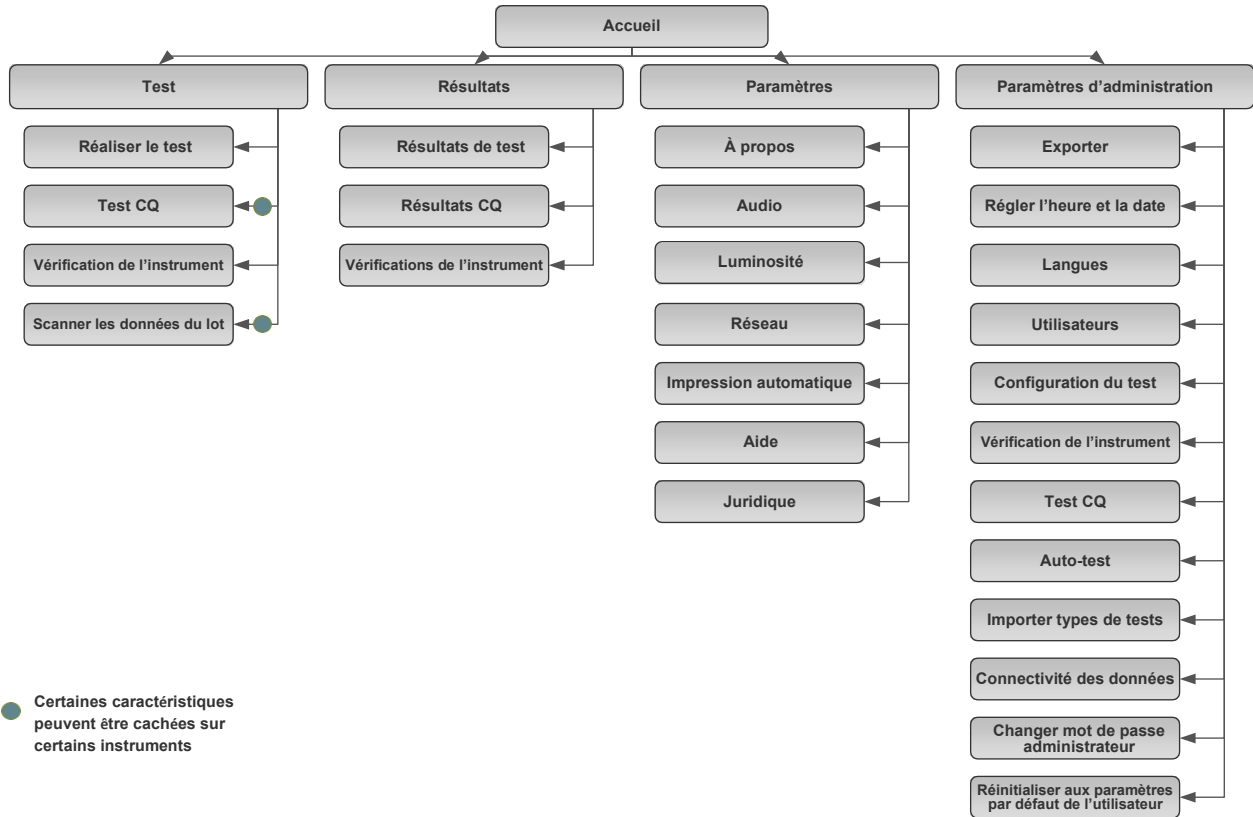 Accueil
Test
Réaliser le test
Test CQ
Vérification de l'instrument
Scanner les données du lot
Résultats
Résultats de test
Résultats CQ
Vérifications de l'instrument
Paramètres
À propos
Audio
Luminosité
Réseau
Impression automatique
Aide
Juridique
Paramètres d'administration
Exporter
Régler l'heure et la date
Langues
Utilisateurs
Configuration du test
Vérification de l'instrument
Test CQ
Auto-test
Importer types de tests
Connectivité des données
Changer mot de passe
administrateur
Réinitialiser aux paramètres
par défaut de l'utilisateur
Certaines caractéristiques
peuvent être cachées sur
certains instruments